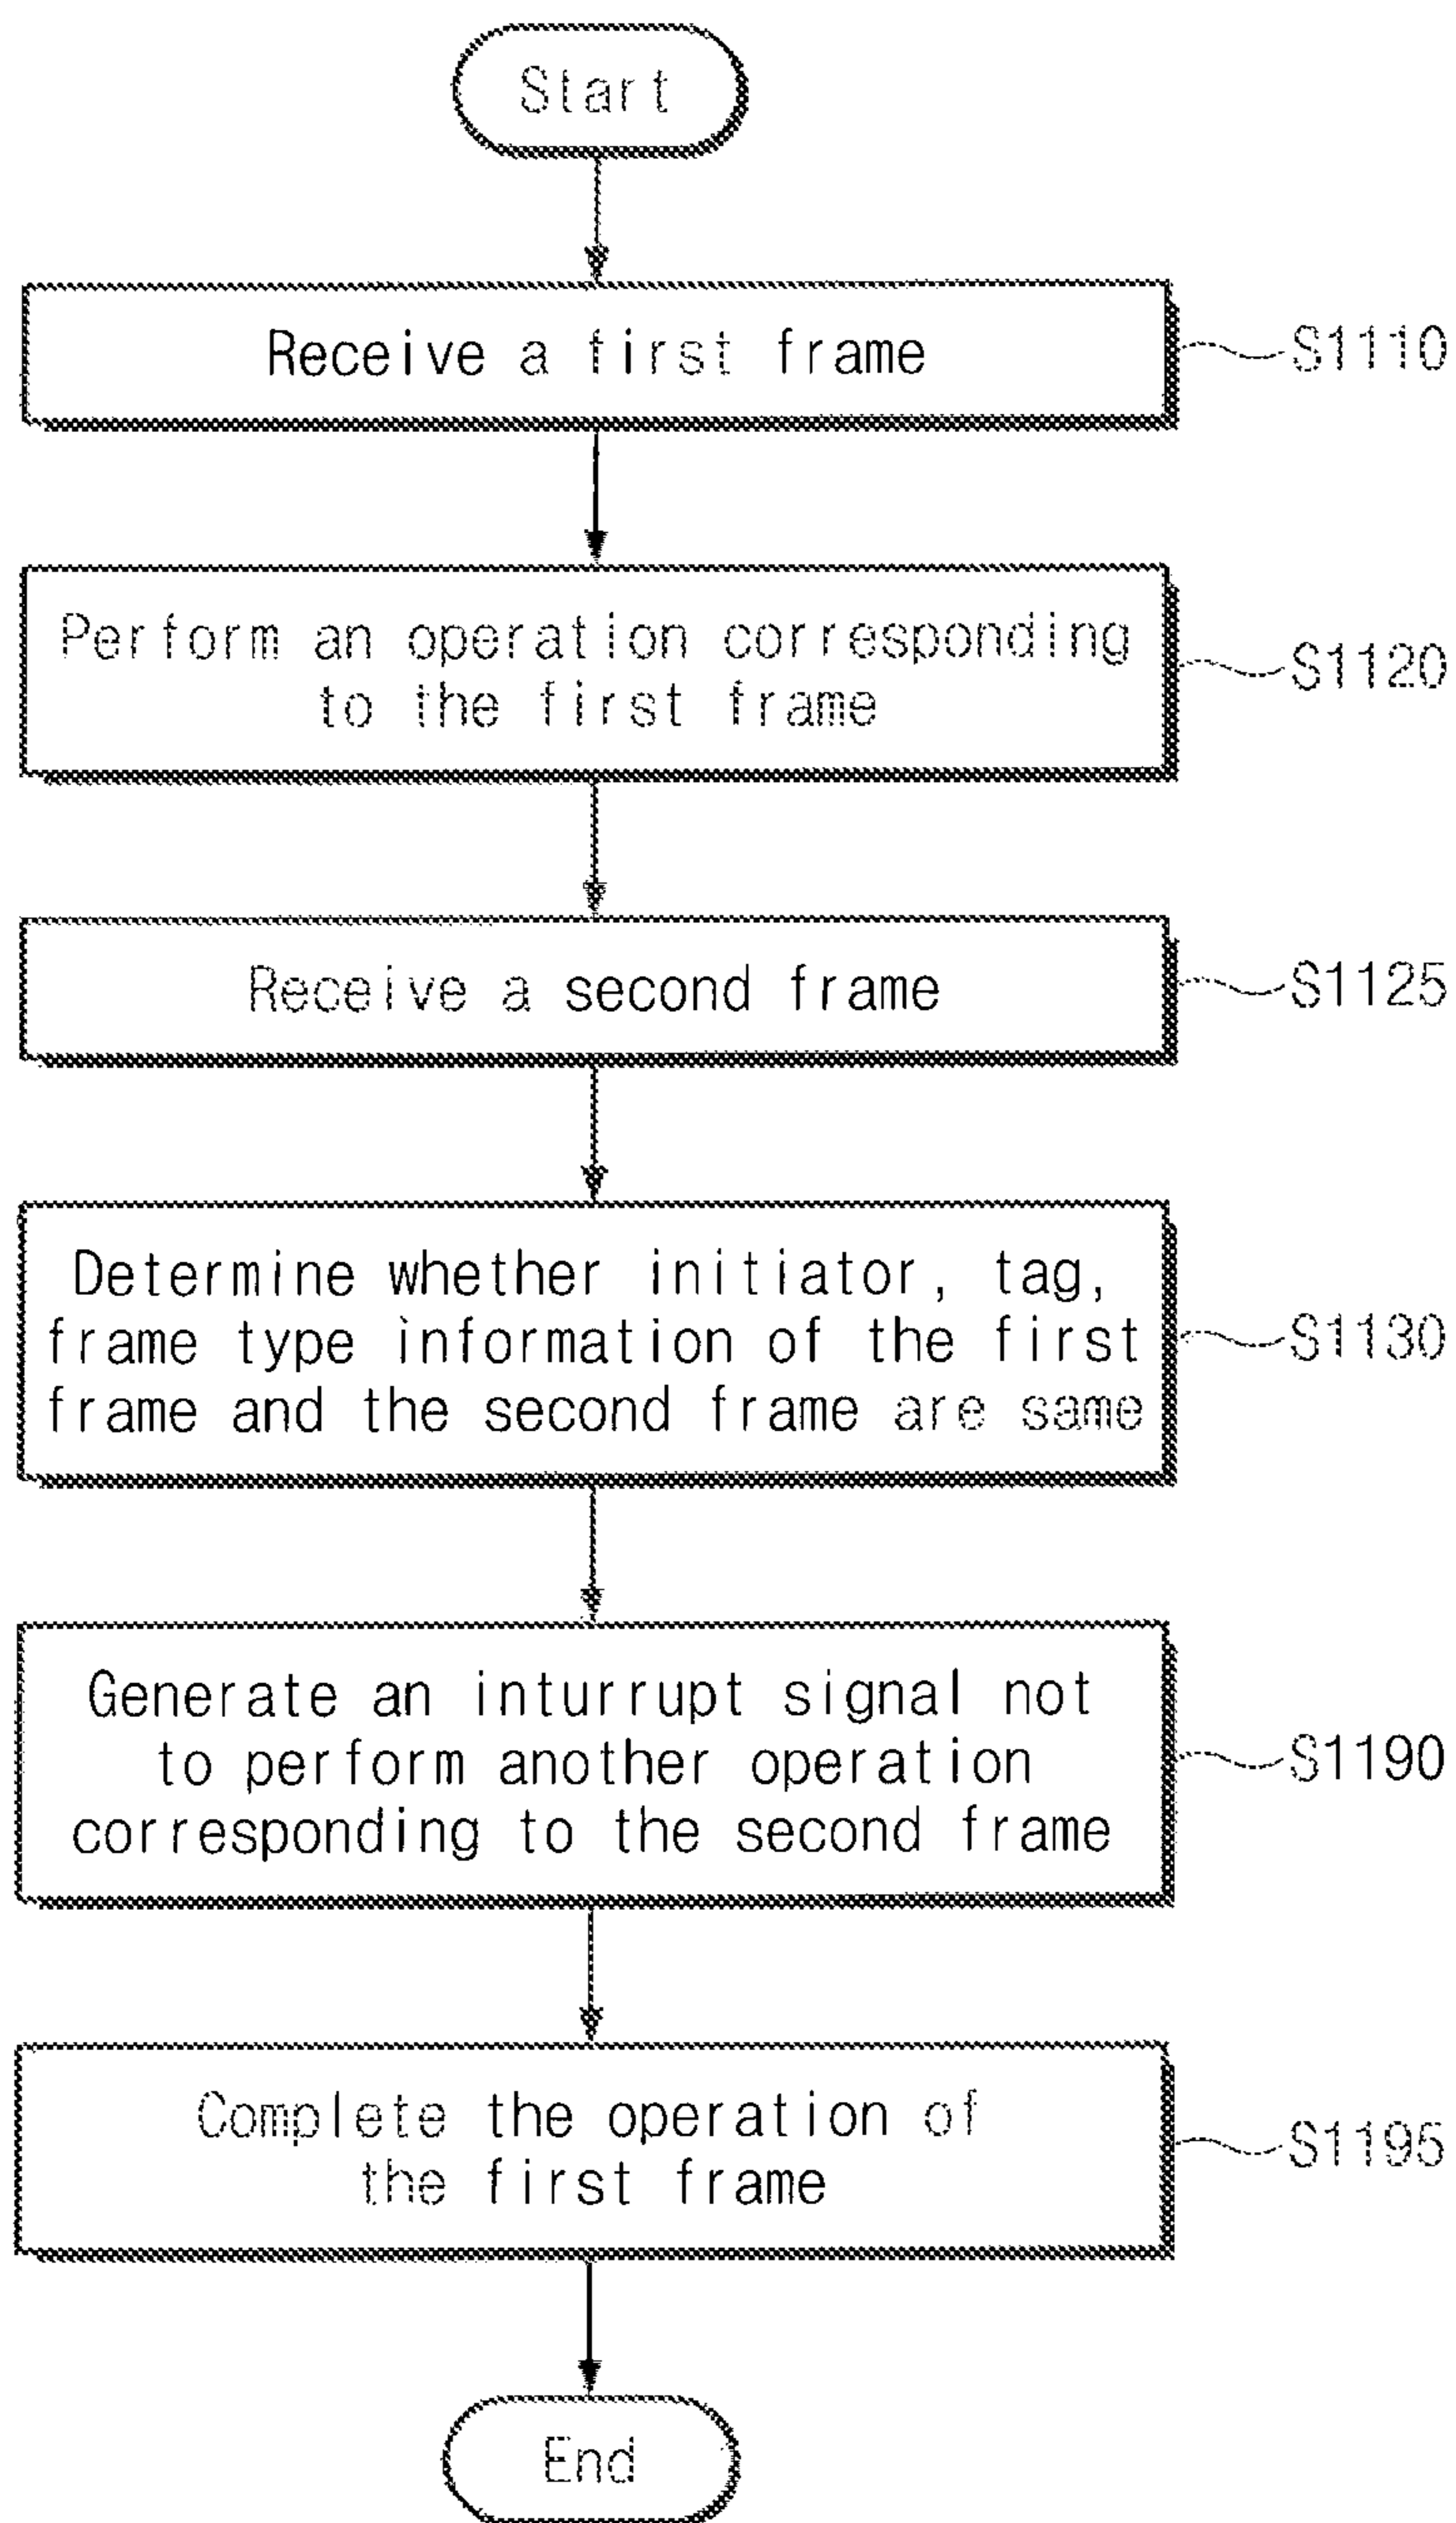 Start
Receive a first frame
S1110
Perform an operation corresponding
to the first frame
S1120
Receive a second frame
S1125
Determine whether initiator, tag,
frame type information of the first
frame and the second frame are same
S1130
Generate an inturrupt signal not
to perform another operation
corresponding to the second frame
S1190
Complete the operation of
the first frame
S1195
End